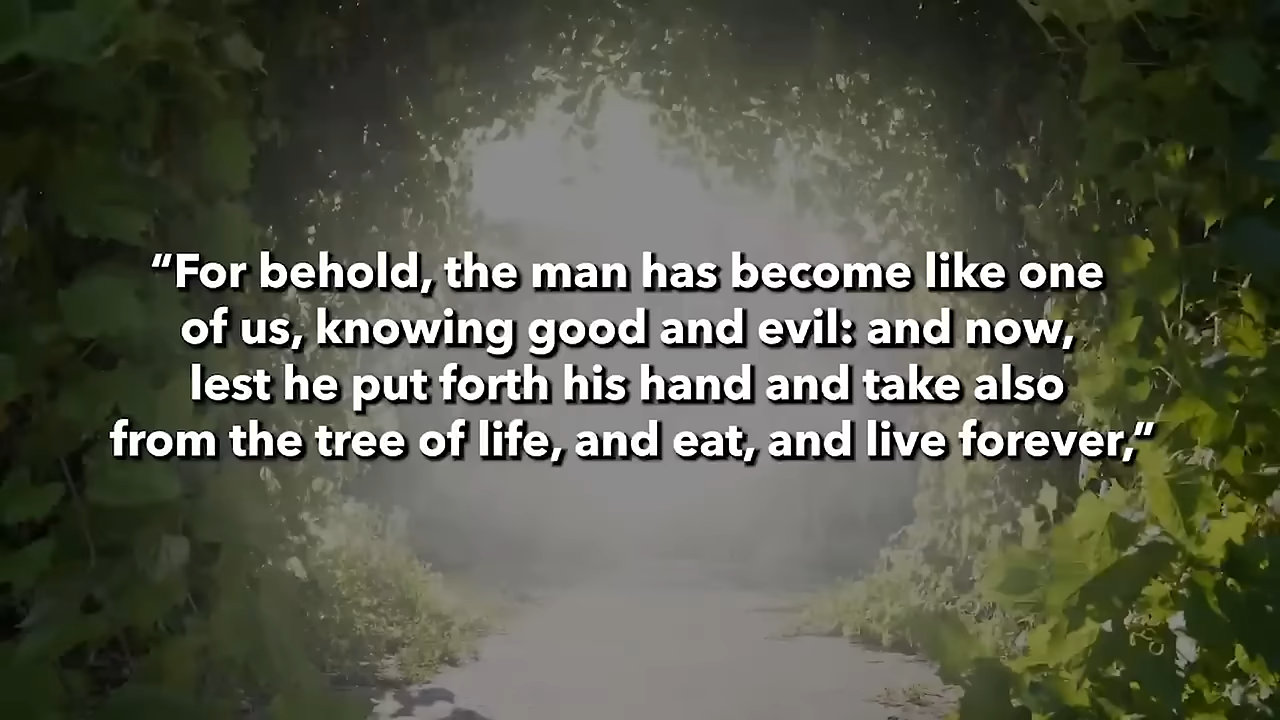 “For behold, the man has become like one
of us, knowing good and evil: and now,
lest he put forth his hand and take also
from the tree of life, and eat, and live forever,“